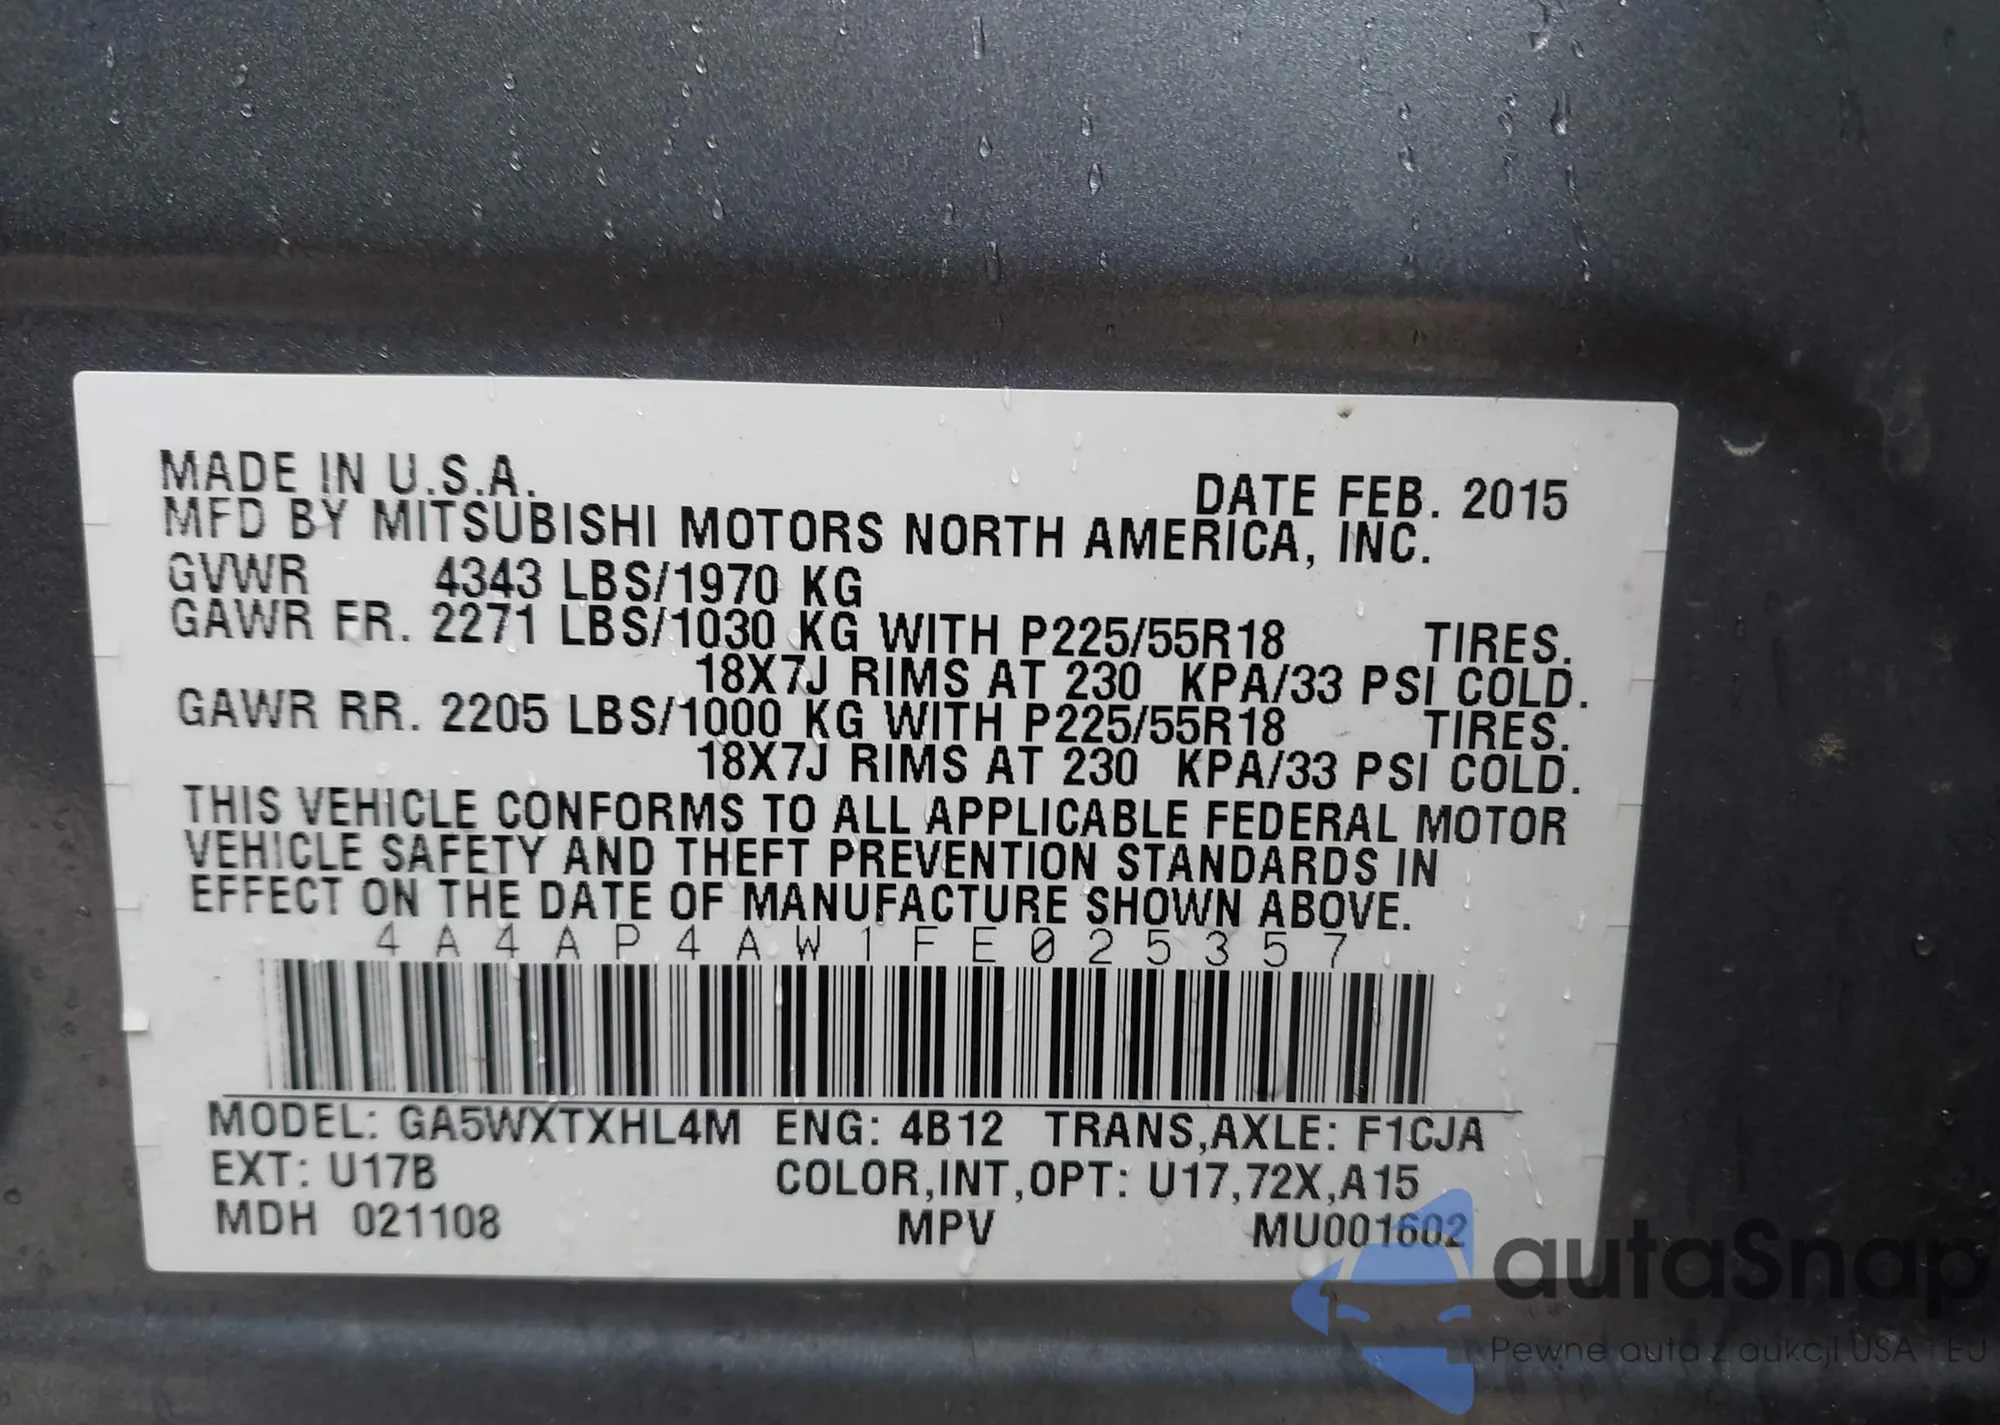 MADE IN U.S.A.
DATE FEB. 2015
MFD BY MITSUBISHI MOTORS NORTH AMERICA, INC.
GVWR 4343 LBS/1970 KG
GAWR FR. 2271 LBS/1030 KG WITH P225/55R18 TIRES.
18X7J RIMS AT 230 KPA/33 PSI COLD.
GAWR RR. 2205 LBS/1000 KG WITH P225/55R18 TIRES.
18X7J RIMS AT 230 KPA/33 PSI COLD.
THIS VEHICLE CONFORMS TO ALL APPLICABLE FEDERAL MOTOR
VEHICLE SAFETY AND THEFT PREVENTION STANDARDS IN
EFFECT ON THE DATE OF MANUFACTURE SHOWN ABOVE.
4A4AP4AW1FE025357
MODEL: GA5WXTXHL4M ENG: 4B12 TRANS,AXLE: F1CJA
EXT: U17B COLOR,INT,OPT: U17,72X,A15
MDH 021108 MPV MU001602
autaSnap
Pewne auta z aukcji USA i EU